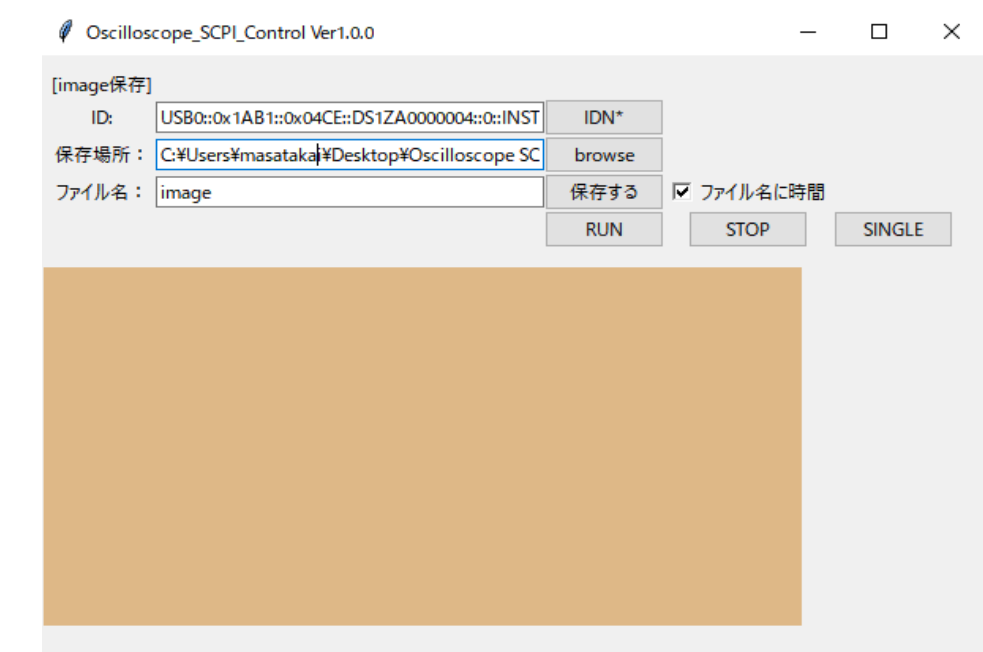 Oscilloscope_SCPI_Control Ver1.0.0
[image保存]
ID: USB0::0x1AB1::0x04CE::DS1ZA0000004::0::INST IDN*
保存場所： C:¥Users¥masatakai¥Desktop¥Oscilloscope SC browse
ファイル名： image 保存する ファイル名に時間
RUN STOP SINGLE